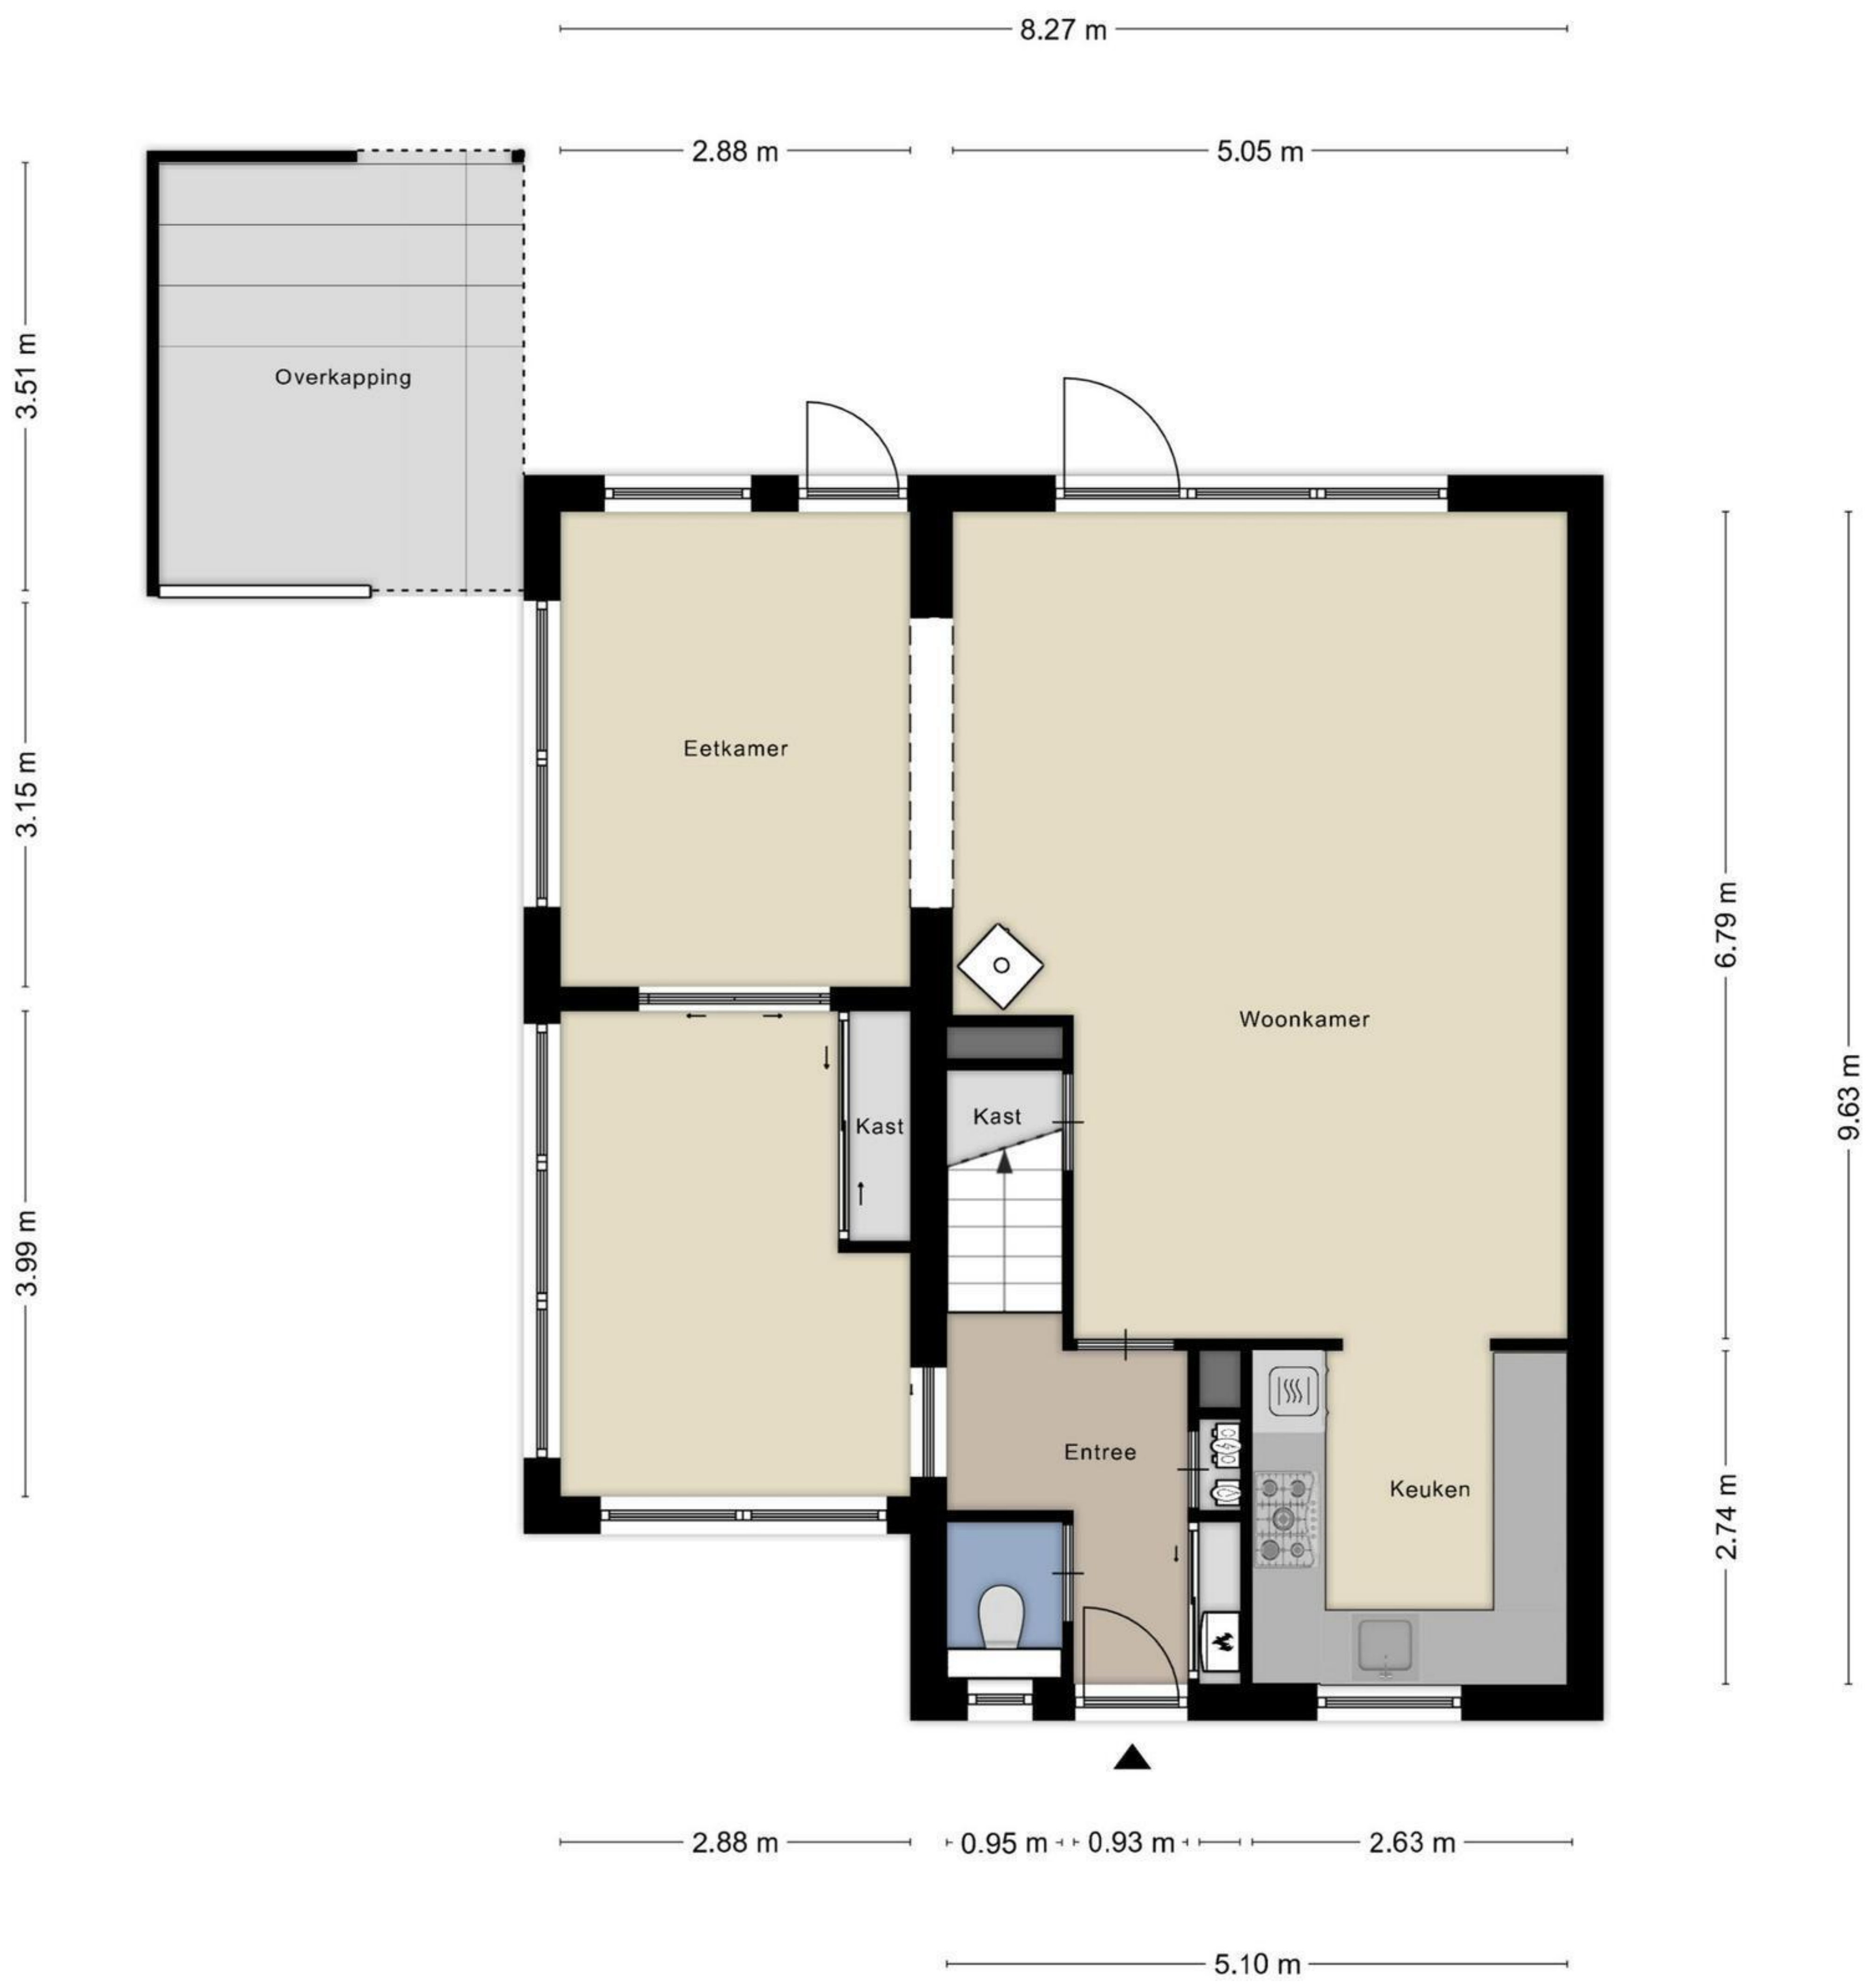 8.27 m
2.88 m
5.05 m
3.51 m
Overkapping
Eetkamer
3.15 m
6.79 m
Woonkamer
9.63 m
Kast
Kast
3.99 m
Entree
Keuken
2.74 m
2.88 m
0.95 m
0.93 m
2.63 m
5.10 m